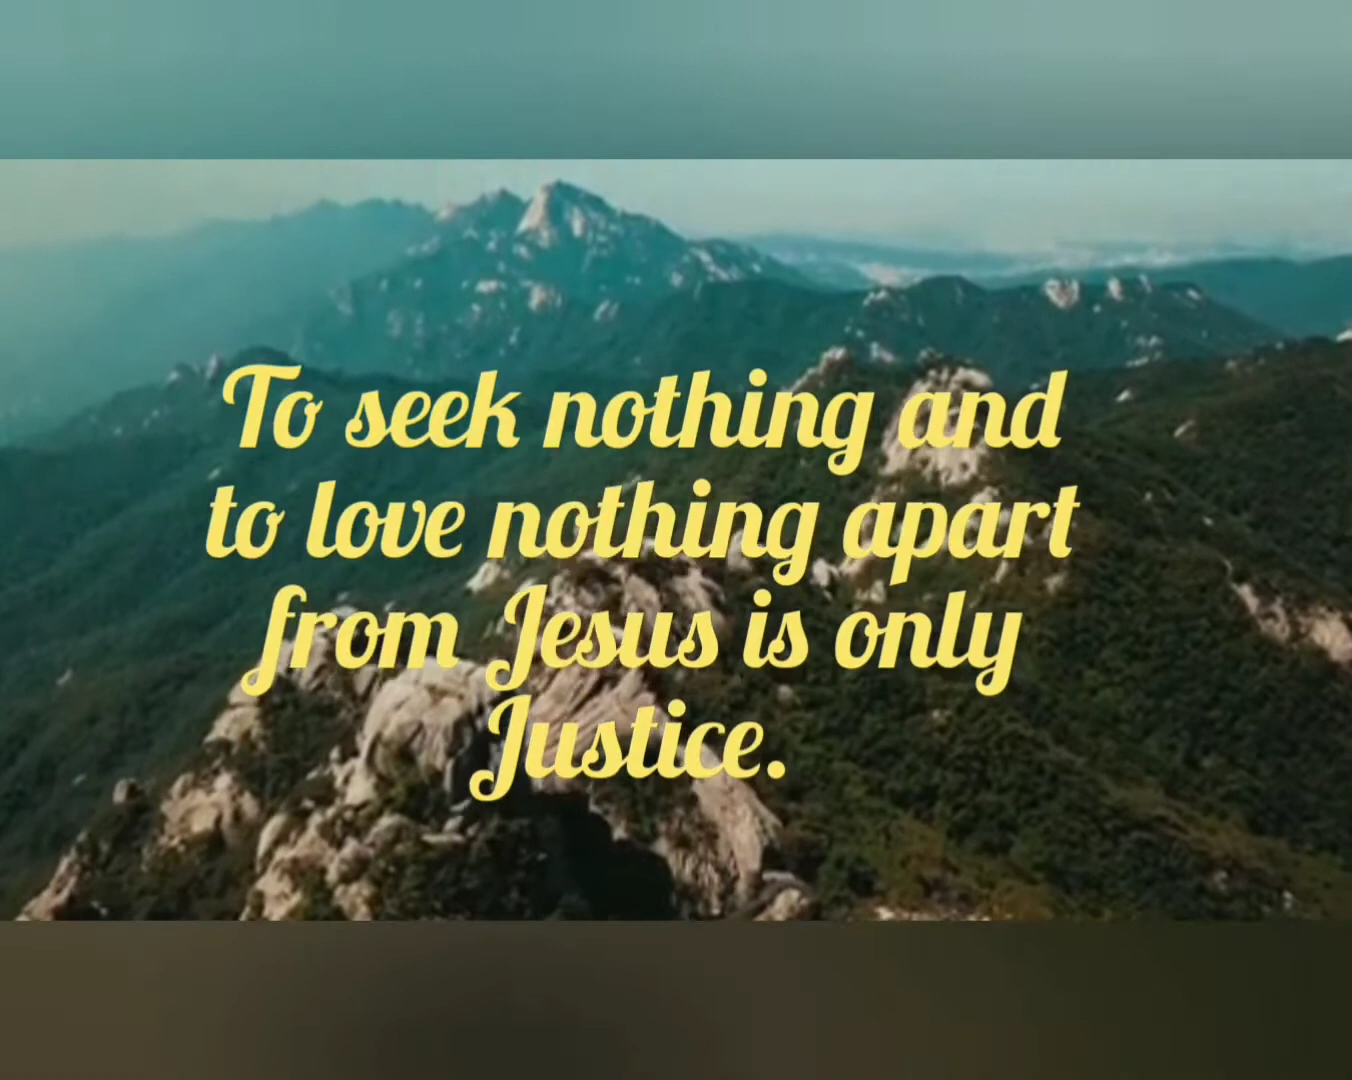 To seek nothing and
to love nothing apart
from Jesus is only
Justice.